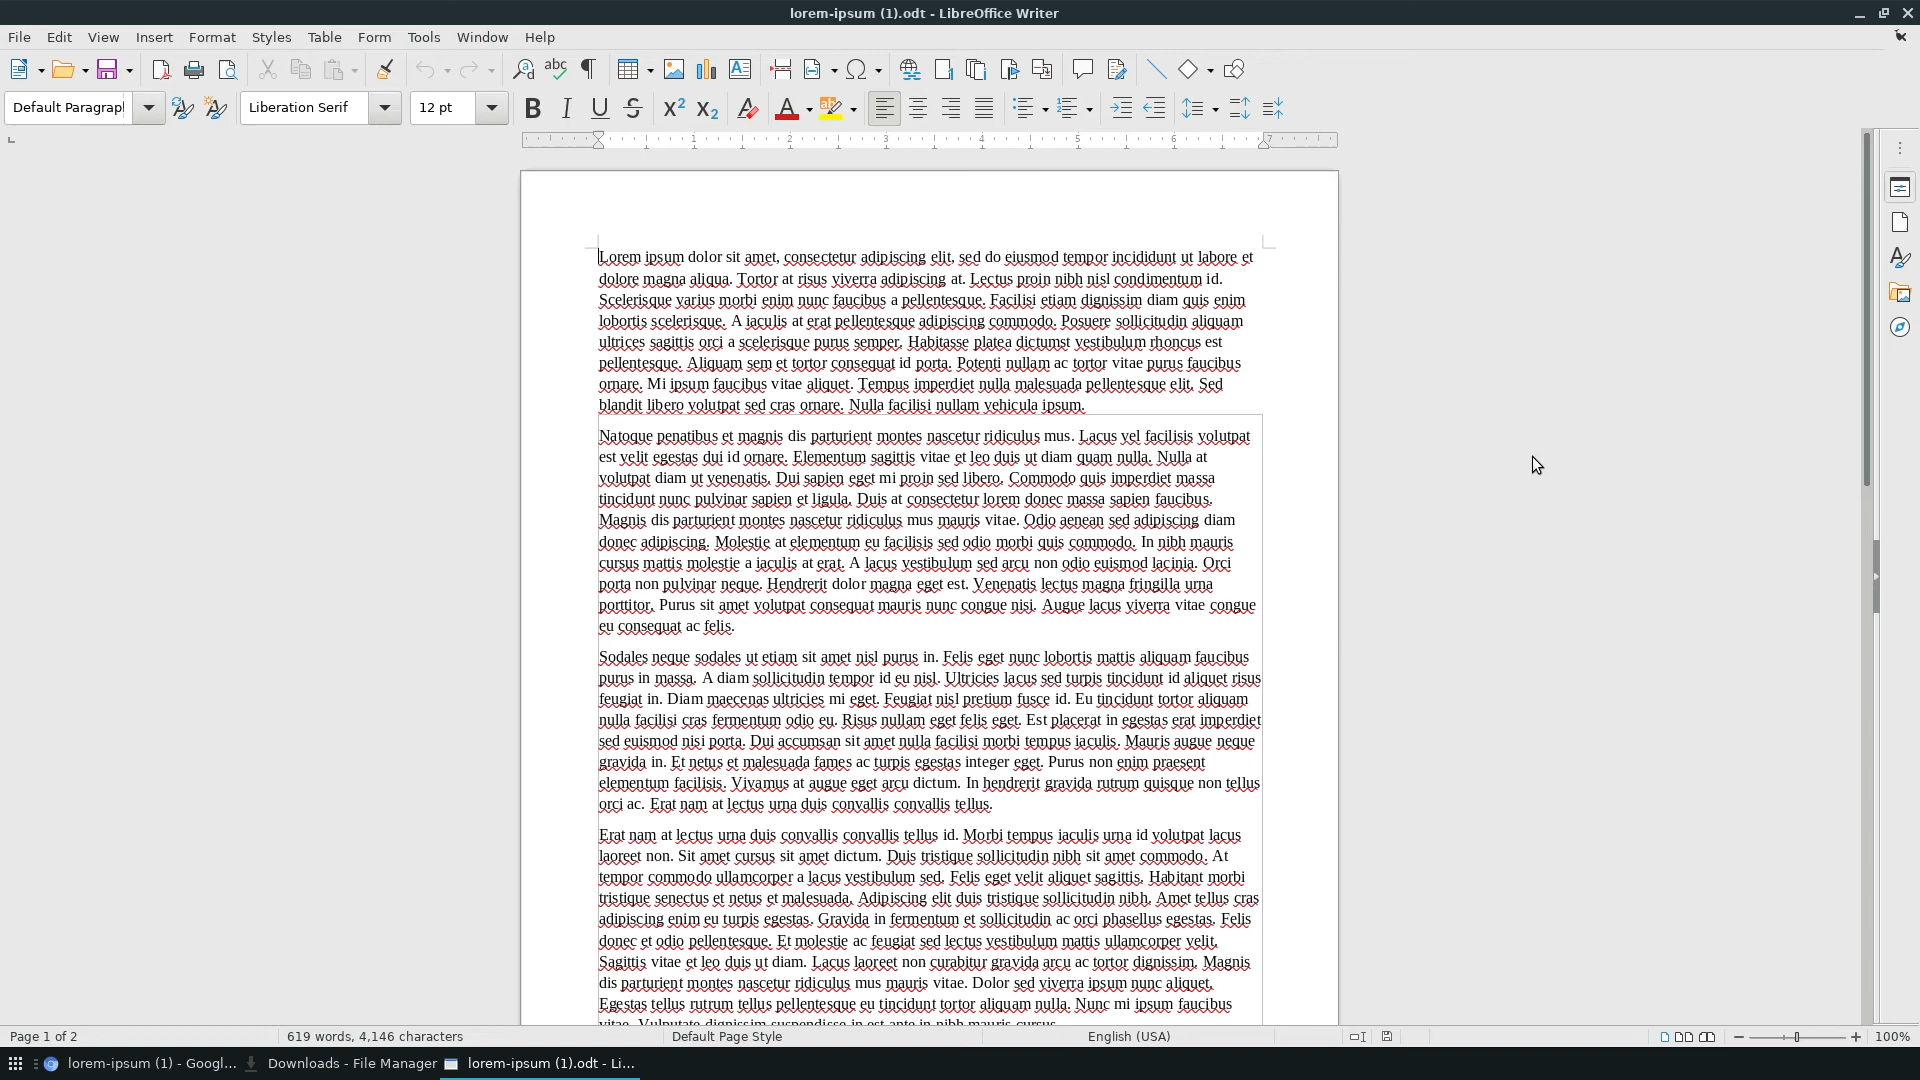 lorem-ipsum (1).odt - LibreOffice Writer
File Edit View Insert Format Styles Table Form Tools Window Help
Default Paragraph Liberation Serif 12 pt
1 2 3 4 5 6 7
Lorem ipsum dolor sit amet, consectetur adipiscing elit, sed do eiusmod tempor incididunt ut labore et
dolore magna aliqua. Tortor at risus viverra adipiscing at. Lectus proin nibh nisl condimentum id.
Scelerisque varius morbi enim nunc faucibus a pellentesque. Facilisi etiam dignissim diam quis enim
lobortis scelerisque. A iaculis at erat pellentesque adipiscing commodo. Posuere sollicitudin aliquam
ultrices sagittis orci a scelerisque purus semper. Habitasse platea dictumst vestibulum rhoncus est
pellentesque. Aliquam sem et tortor consequat id porta. Potenti nullam ac tortor vitae purus faucibus
ornare. Mi ipsum faucibus vitae aliquet. Tempus imperdiet nulla malesuada pellentesque elit. Sed
blandit libero volutpat sed cras ornare. Nulla facilisi nullam vehicula ipsum.
Natoque penatibus et magnis dis parturient montes nascetur ridiculus mus. Lacus vel facilisis volutpat
est velit egestas dui id ornare. Elementum sagittis vitae et leo duis ut diam quam nulla. Nulla at
volutpat diam ut venenatis. Dui sapien eget mi proin sed libero. Commodo quis imperdiet massa
tincidunt nunc pulvinar sapien et ligula. Duis at consectetur lorem donec massa sapien faucibus.
Magnis dis parturient montes nascetur ridiculus mus mauris vitae. Odio aenean sed adipiscing diam
donec adipiscing. Molestie at elementum eu facilisis sed odio morbi quis commodo. In nibh mauris
cursus mattis molestie a iaculis at erat. A lacus vestibulum sed arcu non odio euismod lacinia. Orci
porta non pulvinar neque. Hendrerit dolor magna eget est. Venenatis lectus magna fringilla urna
porttitor. Purus sit amet volutpat consequat mauris nunc congue nisi. Augue lacus viverra vitae congue
eu consequat ac felis.
Sodales neque sodales ut etiam sit amet nisl purus in. Felis eget nunc lobortis mattis aliquam faucibus
purus in massa. A diam sollicitudin tempor id eu nisl. Ultricies lacus sed turpis tincidunt id aliquet risus
feugiat in. Diam maecenas ultricies mi eget. Feugiat nisl pretium fusce id. Eu tincidunt tortor aliquam
nulla facilisi cras fermentum odio eu. Risus nullam eget felis eget. Est placerat in egestas erat imperdiet
sed euismod nisi porta. Dui accumsan sit amet nulla facilisi morbi tempus iaculis. Mauris augue neque
gravida in. Et netus et malesuada fames ac turpis egestas integer eget. Purus non enim praesent
elementum facilisis. Vivamus at augue eget arcu dictum. In hendrerit gravida rutrum quisque non tellus
orci ac. Erat nam at lectus urna duis convallis convallis tellus.
Erat nam at lectus urna duis convallis convallis tellus id. Morbi tempus iaculis urna id volutpat lacus
laoreet non. Sit amet cursus sit amet dictum. Duis tristique sollicitudin nibh sit amet commodo. At
tempor commodo ullamcorper a lacus vestibulum sed. Felis eget velit aliquet sagittis. Habitant morbi
tristique senectus et netus et malesuada. Adipiscing elit duis tristique sollicitudin nibh. Amet tellus cras
adipiscing enim eu turpis egestas. Gravida in fermentum et sollicitudin ac orci phasellus egestas. Felis
donec et odio pellentesque. Et molestie ac feugiat sed lectus vestibulum mattis ullamcorper velit.
Sagittis vitae et leo duis ut diam. Lacus laoreet non curabitur gravida arcu ac tortor dignissim. Magnis
dis parturient montes nascetur ridiculus mus mauris vitae. Dolor sed viverra ipsum nunc aliquet.
Egestas tellus rutrum tellus pellentesque eu tincidunt tortor aliquam nulla. Nunc mi ipsum faucibus
vitae. Vulputate dignissim suspendisse in est ante in nibh mauris cursus.
Page 1 of 2 619 words, 4,146 characters Default Page Style English (USA) 100%
lorem-ipsum (1) - Googl... Downloads - File Manager lorem-ipsum (1).odt - Li...